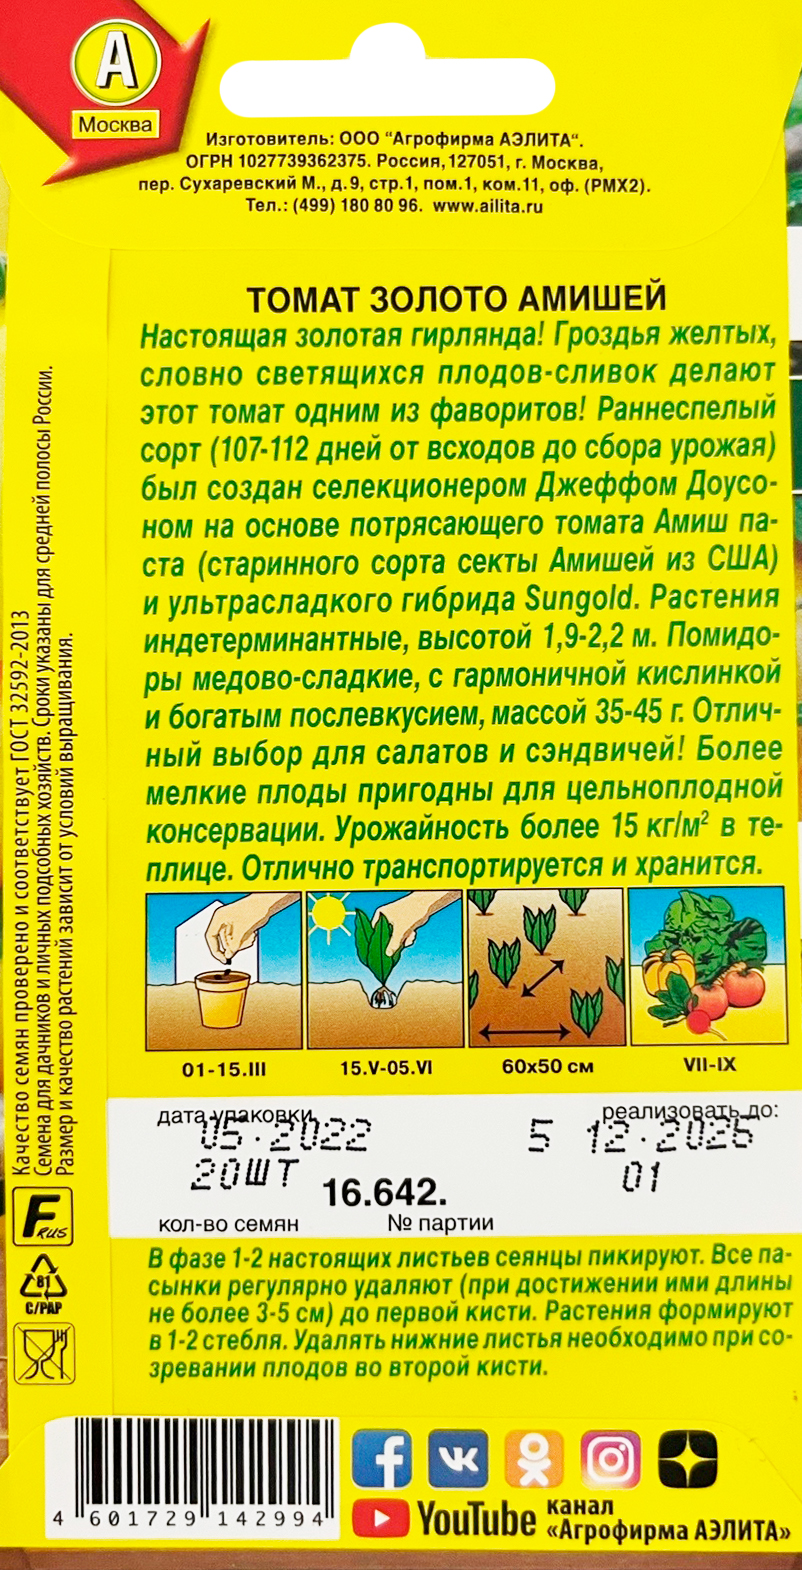 А
Москва
Изготовитель: ООО "Агрофирма АЭЛИТА".
ОГРН 1027739362375. Россия,127051, г. Москва,
пер. Сухаревский М., д.9, стр.1, пом.1, ком.11, оф. (РМХ2).
Тел.: (499) 180 80 96. www.ailita.ru
ТОМАТ ЗОЛОТО АМИШЕЙ
Настоящая золотая гирлянда! Гроздья желтых,
словно светящихся плодов-сливок делают
этот томат одним из фаворитов! Раннеспелый
сорт (107-112 дней от всходов до сбора урожая)
был создан селекционером Джеффом Доусо-
ном на основе потрясающего томата Амиш па-
ста (старинного сорта секты Амишей из США)
и ультрасладкого гибрида Sungold. Растения
индетерминантные, высотой 1,9-2,2 м. Помидо-
ры медово-сладкие, с гармоничной кислинкой
и богатым послевкусием, массой 35-45 г. Отлич-
ный выбор для салатов и сэндвичей! Более
мелкие плоды пригодны для цельноплодной
консервации. Урожайность более 15 кг/м² в те-
плице. Отлично транспортируется и хранится.
01-15.III
15.V-05.VI
60x50 см
VII-IX
дата упаковки
реализовать до:
05.2022
5 12.2025
20ШТ
16.642.
01
кол-во семян
№ партии
В фазе 1-2 настоящих листьев сеянцы пикируют. Все па-
сынки регулярно удаляют (при достижении ими длины
не более 3-5 см) до первой кисти. Растения формируют
в 1-2 стебля. Удалять нижние листья необходимо при со-
зревании плодов во второй кисти.
Качество семян проверено и соответствует ГОСТ 32592-2013
Семена для дачников и личных подсобных хозяйств. Сроки указаны для средней полосы России.
Размер и качество растений зависит от условий выращивания.
F RUS
81
C/PAP
4 601729 142994
YouTube
канал
«Агрофирма АЭЛИТА»